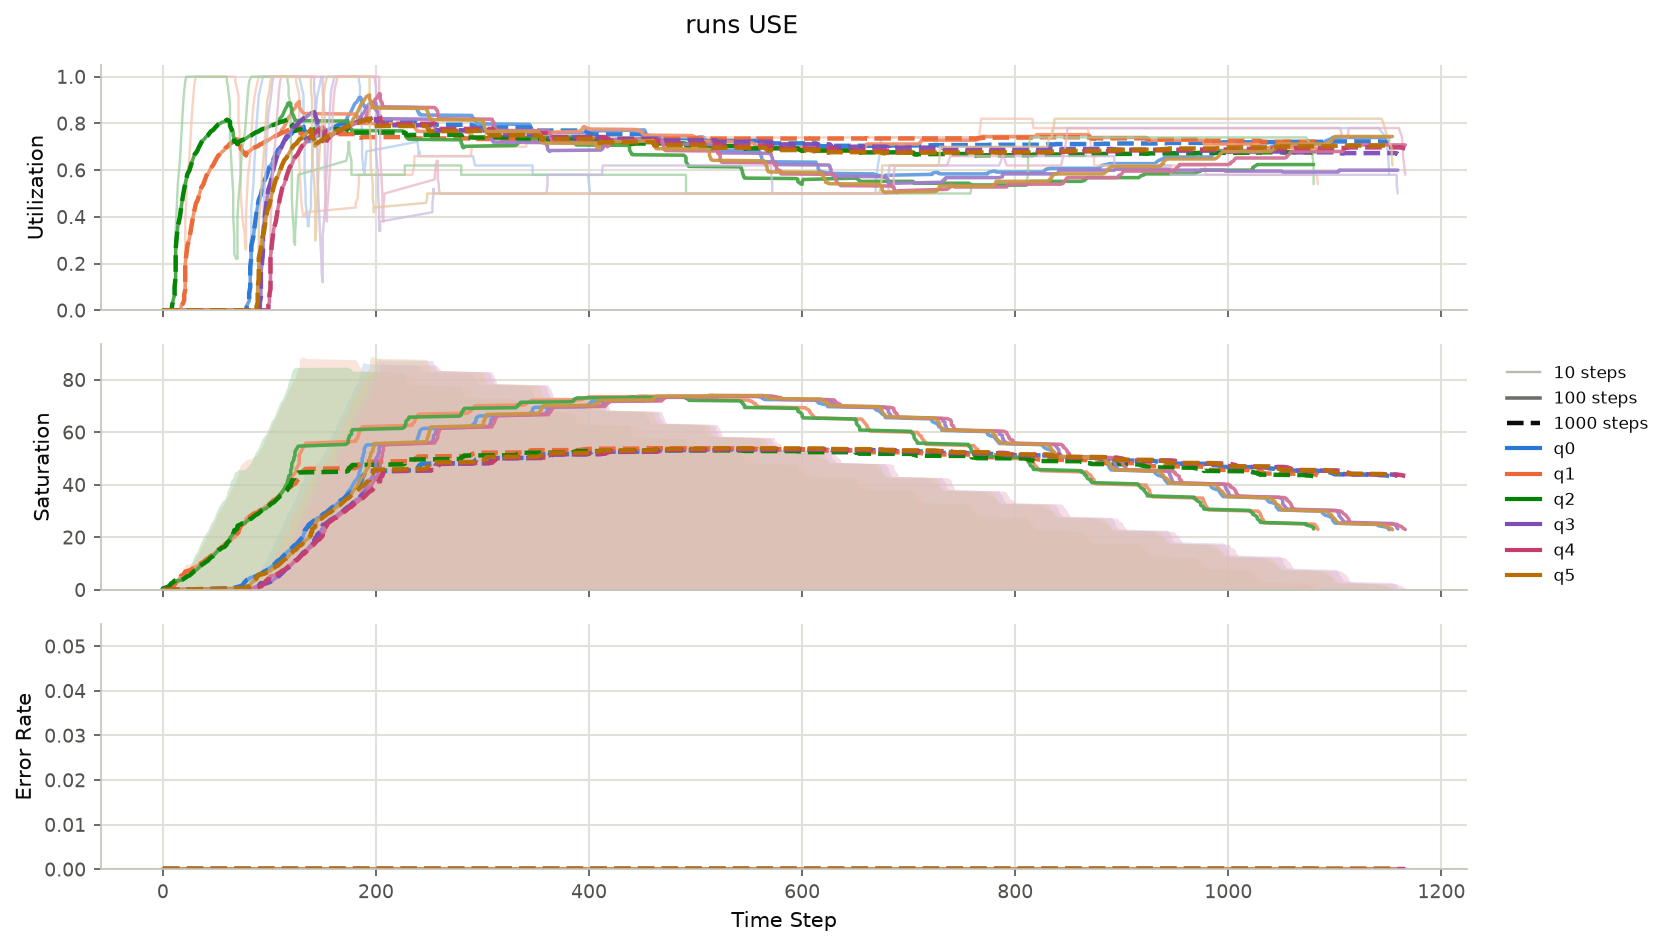 runs USE
1.0
0.8
0.6
0.4
0.2
0.0
Utilization
80
60
40
20
0
Saturation
10 steps
100 steps
1000 steps
q0
q1
q2
q3
q4
q5
0.05
0.04
0.03
0.02
0.01
0.00
Error Rate
0 200 400 600 800 1000 1200
Time Step